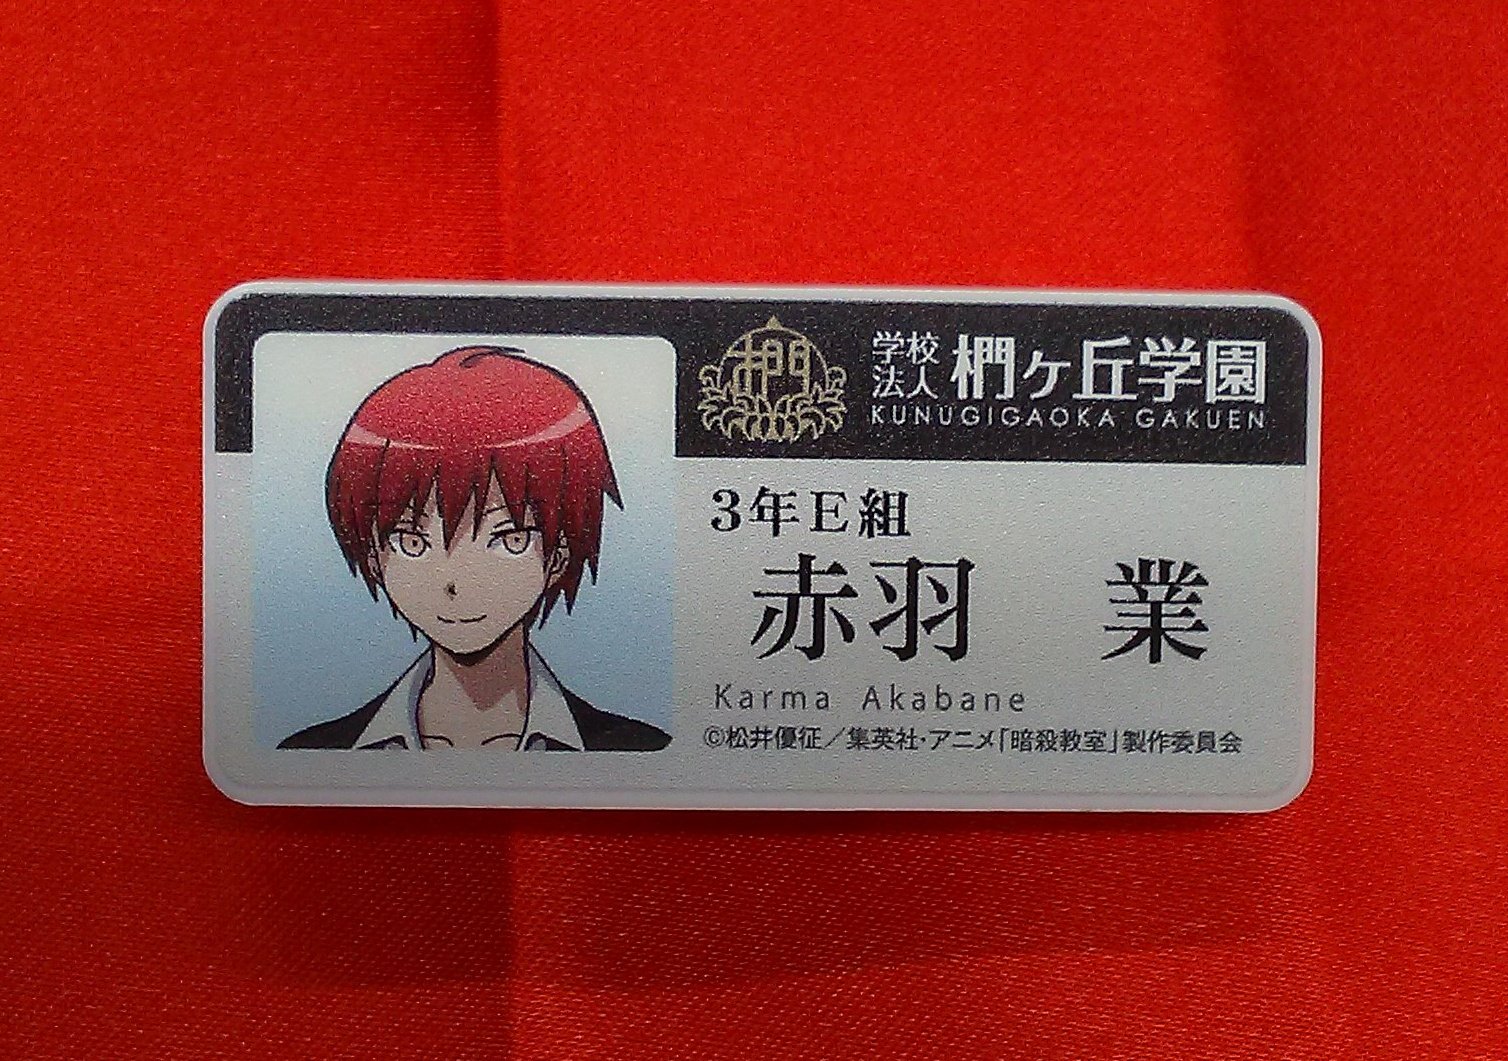 椚
学校法人 椚ヶ丘学園
KUNUGIGAOKA GAKUEN
3年E組
赤羽 業
Karma Akabane
©松井優征/集英社・アニメ「暗殺教室」製作委員会